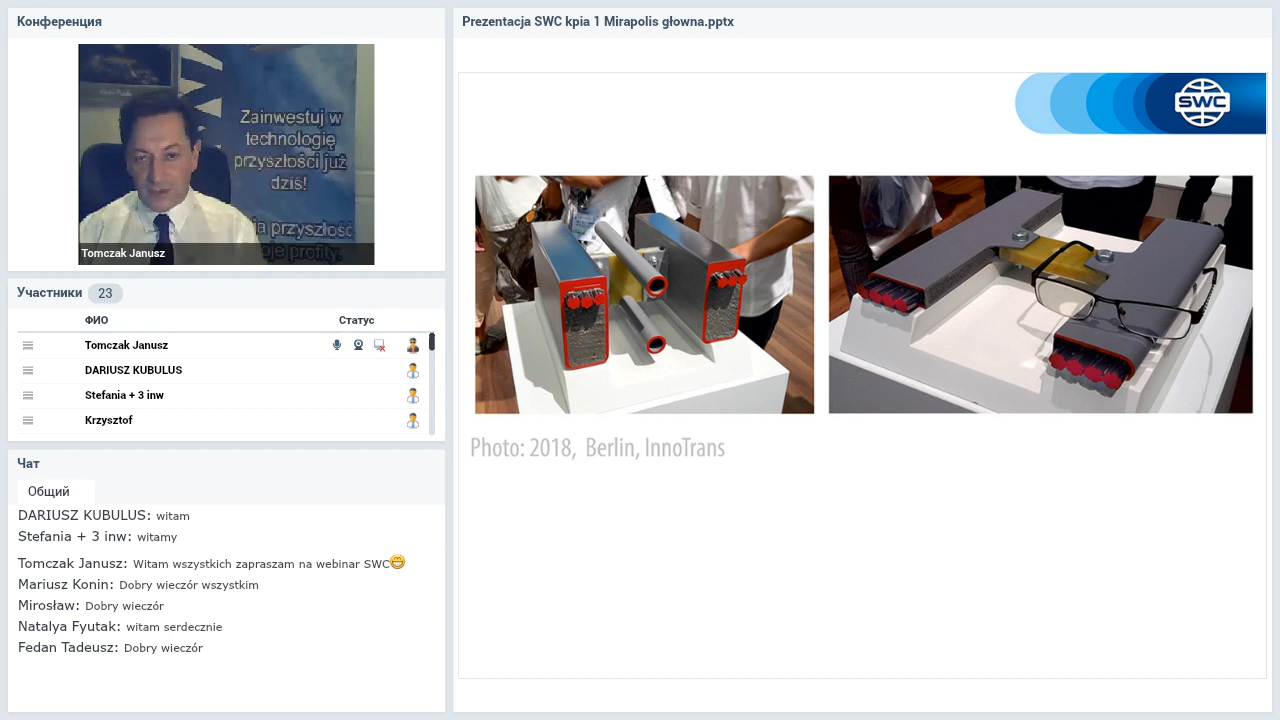 Конференция
Zainwestuj w
technologię
przyszłości już
dziś!
przyszłość
profity.
Tomczak Janusz
Участники 23
ФИО Статус
Tomczak Janusz
DARIUSZ KUBULUS
Stefania + 3 inw
Krzysztof
Чат
Общий
DARIUSZ KUBULUS: witam
Stefania + 3 inw: witamy
Tomczak Janusz: Witam wszystkich zapraszam na webinar SWC
Mariusz Konin: Dobry wieczór wszystkim
Mirosław: Dobry wieczór
Natalya Fyutak: witam serdecznie
Fedan Tadeusz: Dobry wieczór
Prezentacja SWC kpia 1 Mirapolis głowna.pptx
SWC
Photo: 2018, Berlin, InnoTrans